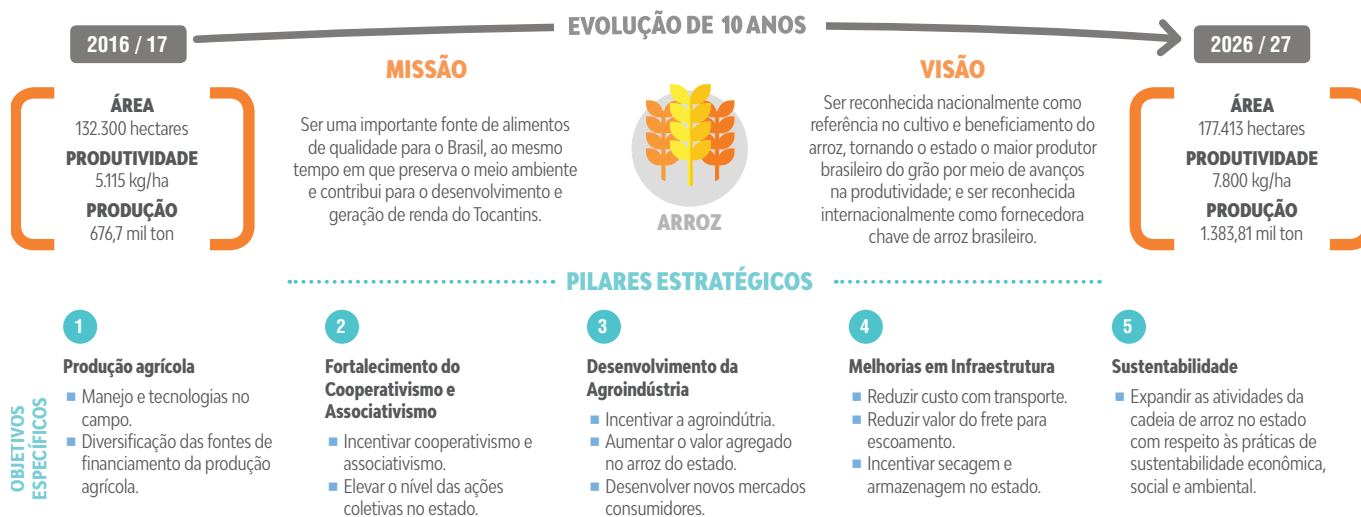 EVOLUÇÃO DE 10 ANOS
2016 / 17
2026 / 27
ÁREA
132.300 hectares
PRODUTIVIDADE
5.115 kg/ha
PRODUÇÃO
676,7 mil ton
MISSÃO
Ser uma importante fonte de alimentos
de qualidade para o Brasil, ao mesmo
tempo em que preserva o meio ambiente
e contribui para o desenvolvimento e
geração de renda do Tocantins.
ARROZ
VISÃO
Ser reconhecida nacionalmente como
referência no cultivo e beneficiamento do
arroz, tornando o estado o maior produtor
brasileiro do grão por meio de avanços
na produtividade; e ser reconhecida
internacionalmente como fornecedora
chave de arroz brasileiro.
ÁREA
177.413 hectares
PRODUTIVIDADE
7.800 kg/ha
PRODUÇÃO
1.383,81 mil ton
PILARES ESTRATÉGICOS
OBJETIVOS
ESPECÍFICOS
1
Produção agrícola
Manejo e tecnologias no
campo.
Diversificação das fontes de
financiamento da produção
agrícola.
2
Fortalecimento do
Cooperativismo e
Associativismo
Incentivar cooperativismo e
associativismo.
Elevar o nível das ações
coletivas no estado.
3
Desenvolvimento da
Agroindústria
Incentivar a agroindútria.
Aumentar o valor agregado
no arroz do estado.
Desenvolver novos mercados
consumidores.
4
Melhorias em Infraestrutura
Reduzir custo com transporte.
Reduzir valor do frete para
escoamento.
Incentivar secagem e
armazenagem no estado.
5
Sustentabilidade
Expandir as atividades da
cadeia de arroz no estado
com respeito às práticas de
sustentabilidade econômica,
social e ambiental.